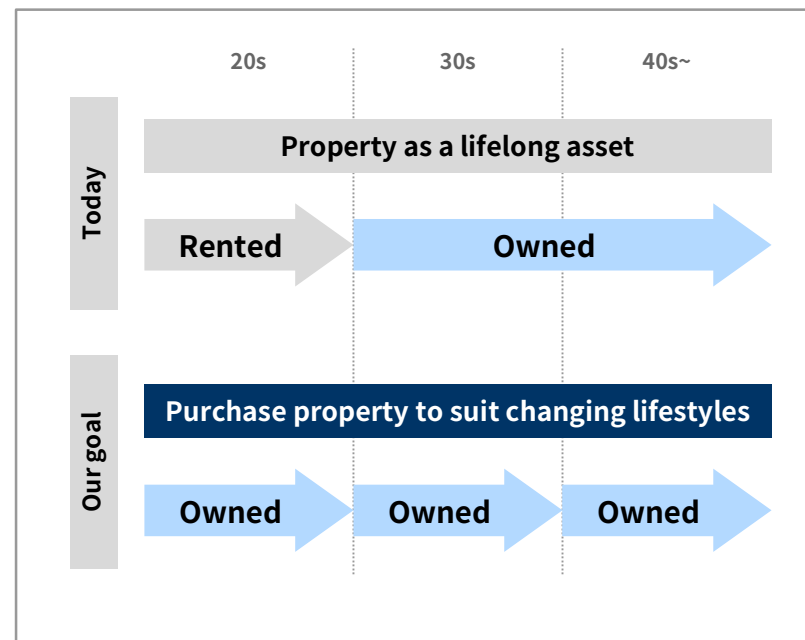 20s 30s 40s~
Today
Property as a lifelong asset
Rented Owned
Our goal
Purchase property to suit changing lifestyles
Owned Owned Owned